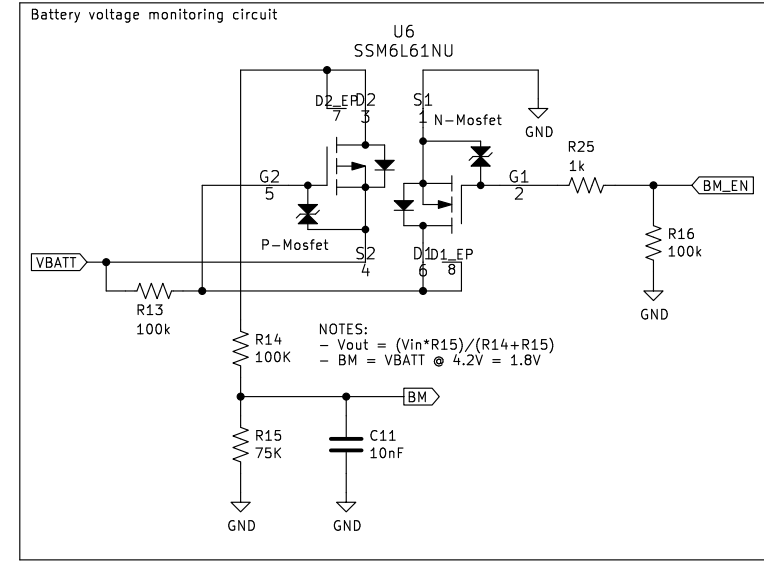 Battery voltage monitoring circuit
U6
SSM6L61NU
D2_EP
7
D2
3
S1
1
N-Mosfet
GND
R25
1k
G2
5
G1
2
BM_EN
P-Mosfet
R16
100k
VBATT
S2
4
D1
6
D1_EP
8
R13
100k
GND
R14
100K
NOTES:
- Vout = (Vin*R15)/(R14+R15)
- BM = VBATT @ 4.2V = 1.8V
BM
R15
75K
C11
10nF
GND
GND